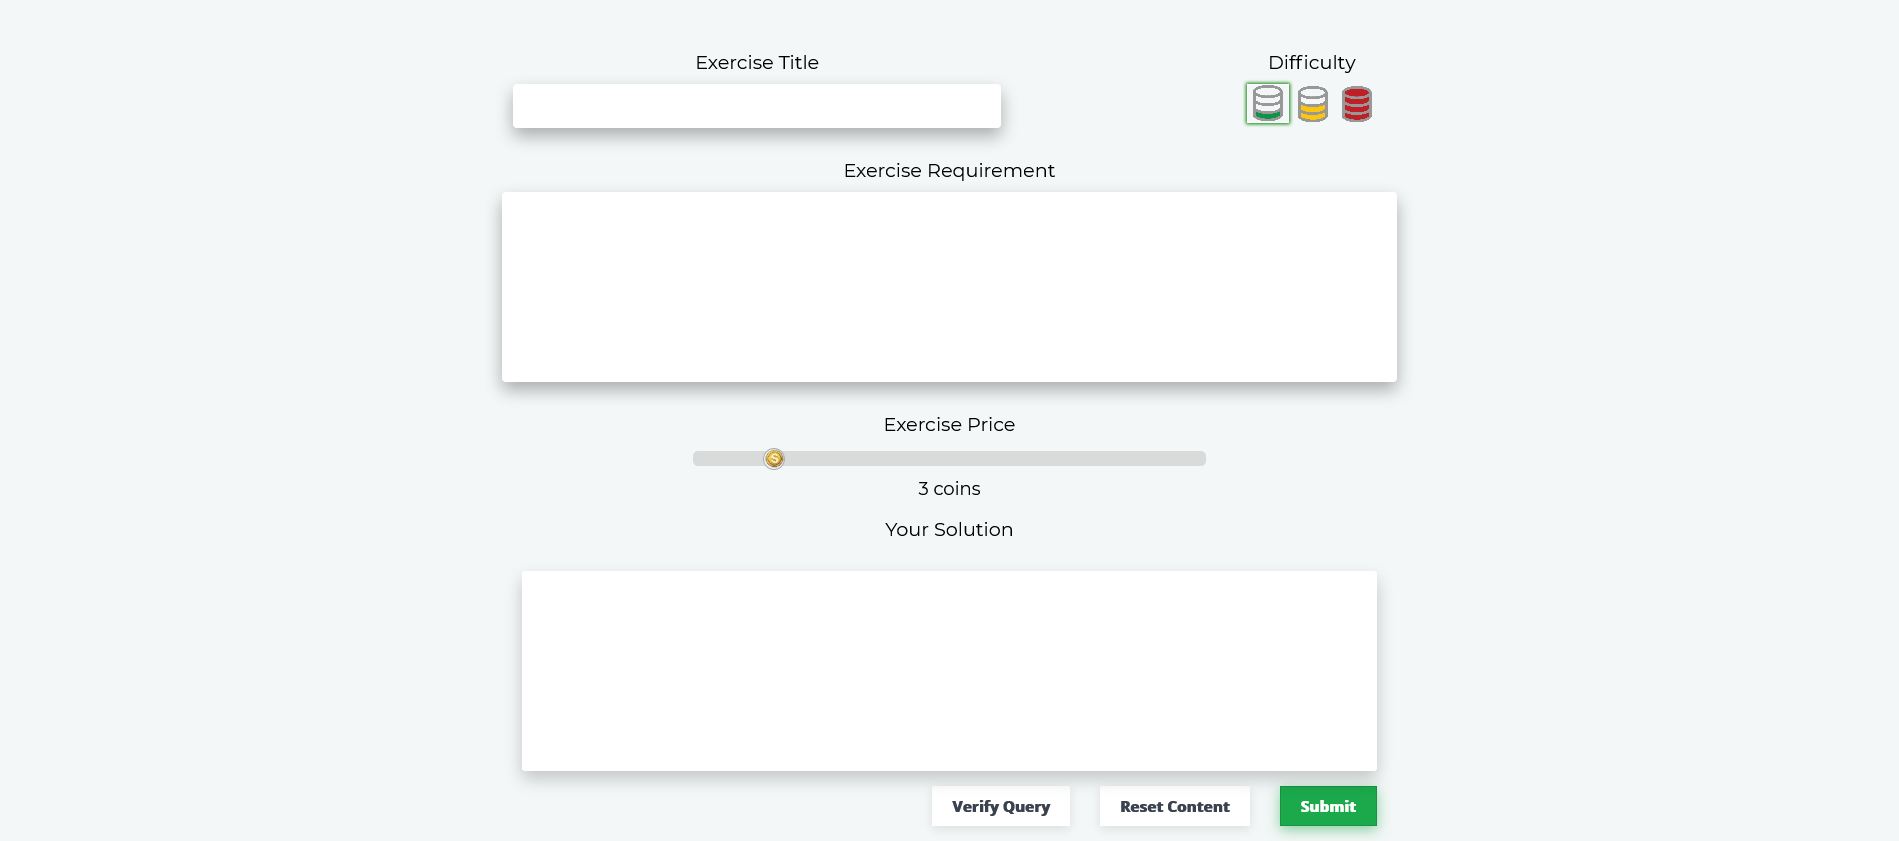 Exercise Title
Difficulty
Exercise Requirement
Exercise Price
3 coins
Your Solution
Verify Query
Reset Content
Submit